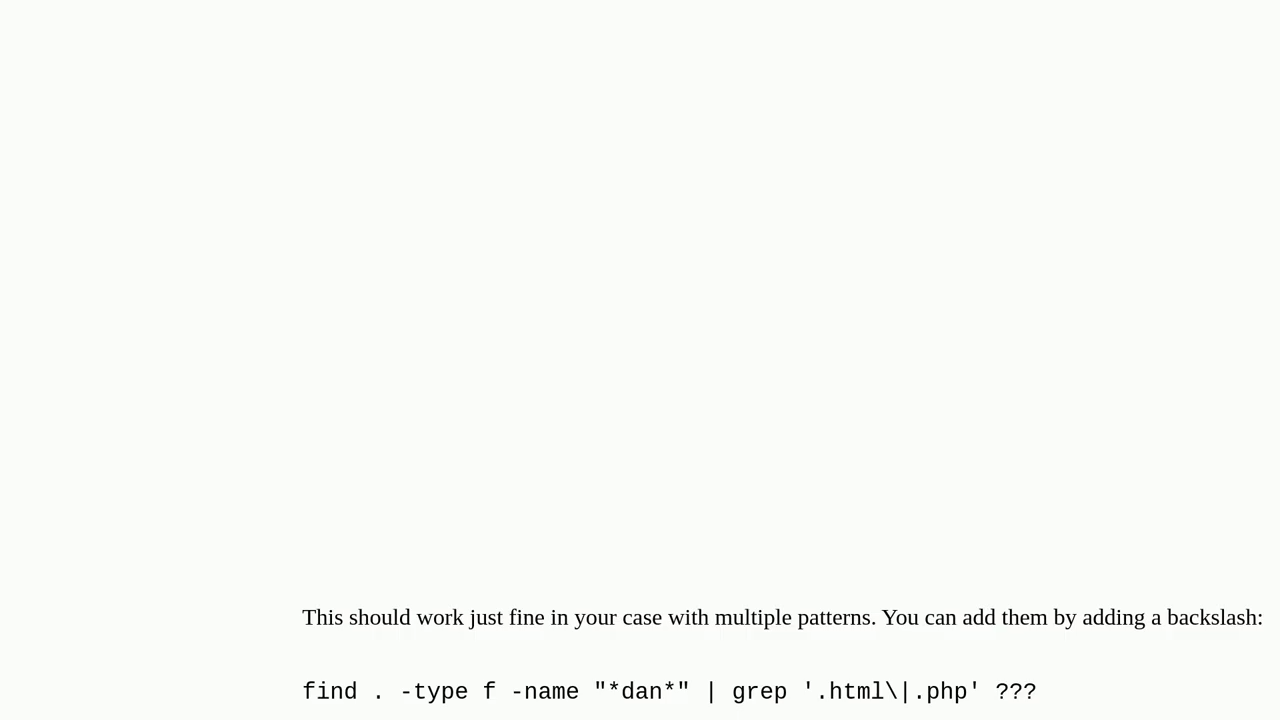 This should work just fine in your case with multiple patterns. You can add them by adding a backslash:
find . -type f -name "*dan*" | grep '.html\|.php' ???